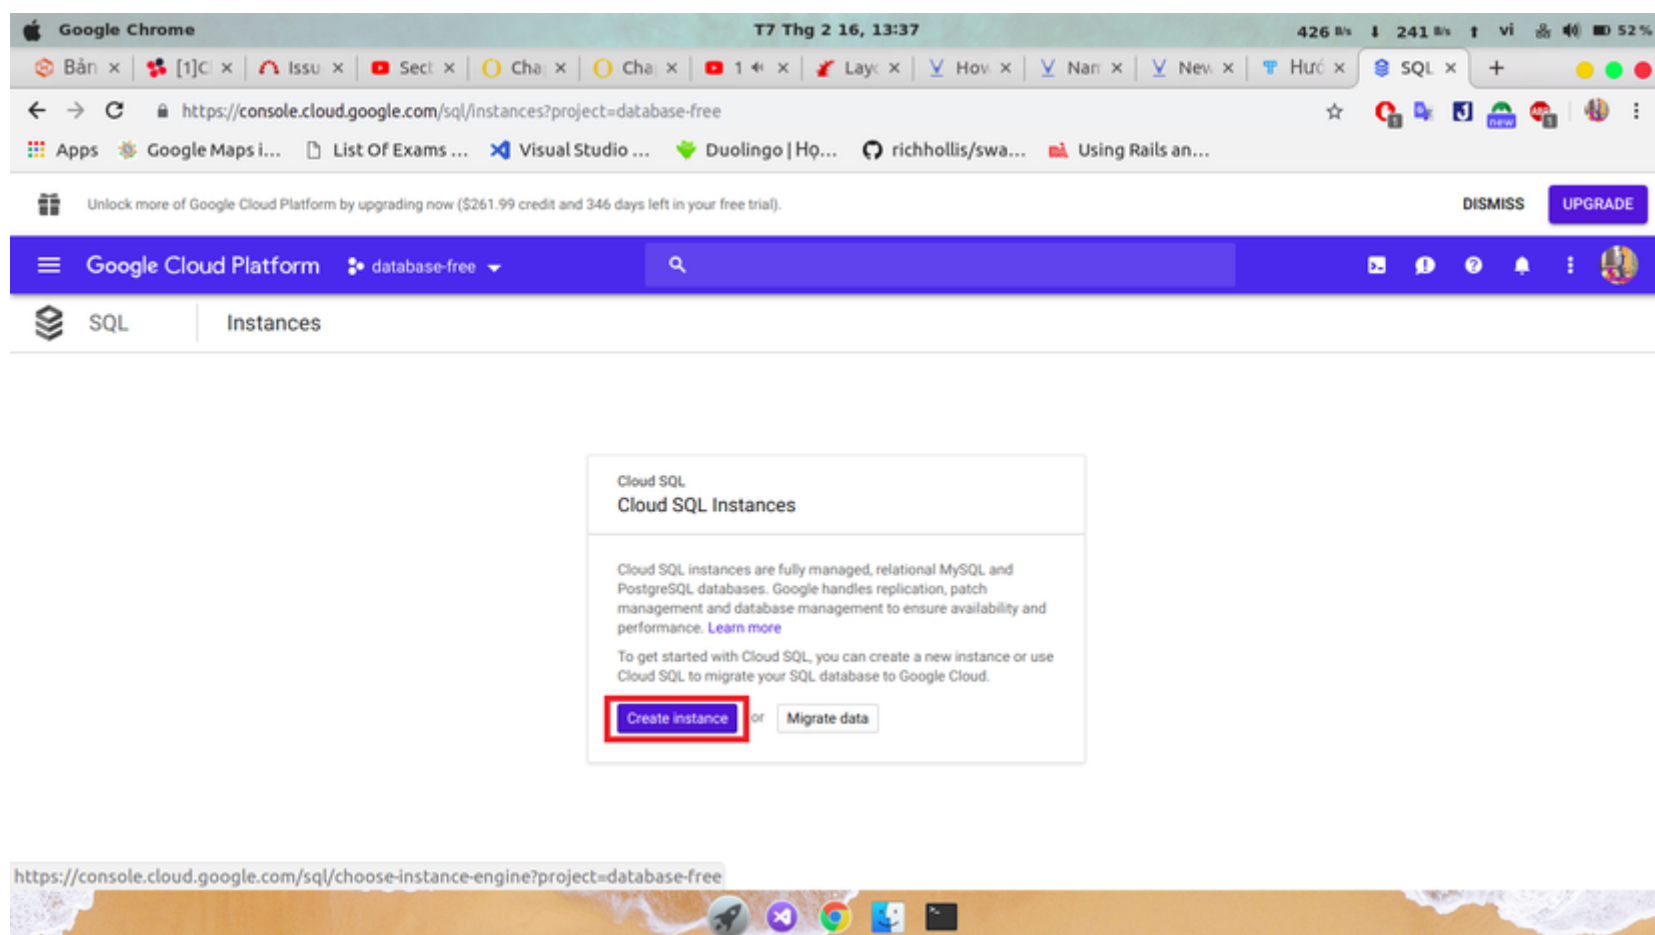 Google Chrome T7 Thg 2 16, 13:37 426 B/s 241 B/s vi 52%
Bản [1]C Issu Sect Cha Cha 1 Layo How Nam New Hướ SQL
https://console.cloud.google.com/sql/instances?project=database-free
Apps Google Maps i... List Of Exams ... Visual Studio ... Duolingo | Họ... richhollis/swa... Using Rails an...
Unlock more of Google Cloud Platform by upgrading now ($261.99 credit and 346 days left in your free trial). DISMISS UPGRADE
Google Cloud Platform database-free
SQL Instances
Cloud SQL
Cloud SQL Instances
Cloud SQL instances are fully managed, relational MySQL and
PostgreSQL databases. Google handles replication, patch
management and database management to ensure availability and
performance. Learn more
To get started with Cloud SQL, you can create a new instance or use
Cloud SQL to migrate your SQL database to Google Cloud.
Create instance or Migrate data
https://console.cloud.google.com/sql/choose-instance-engine?project=database-free